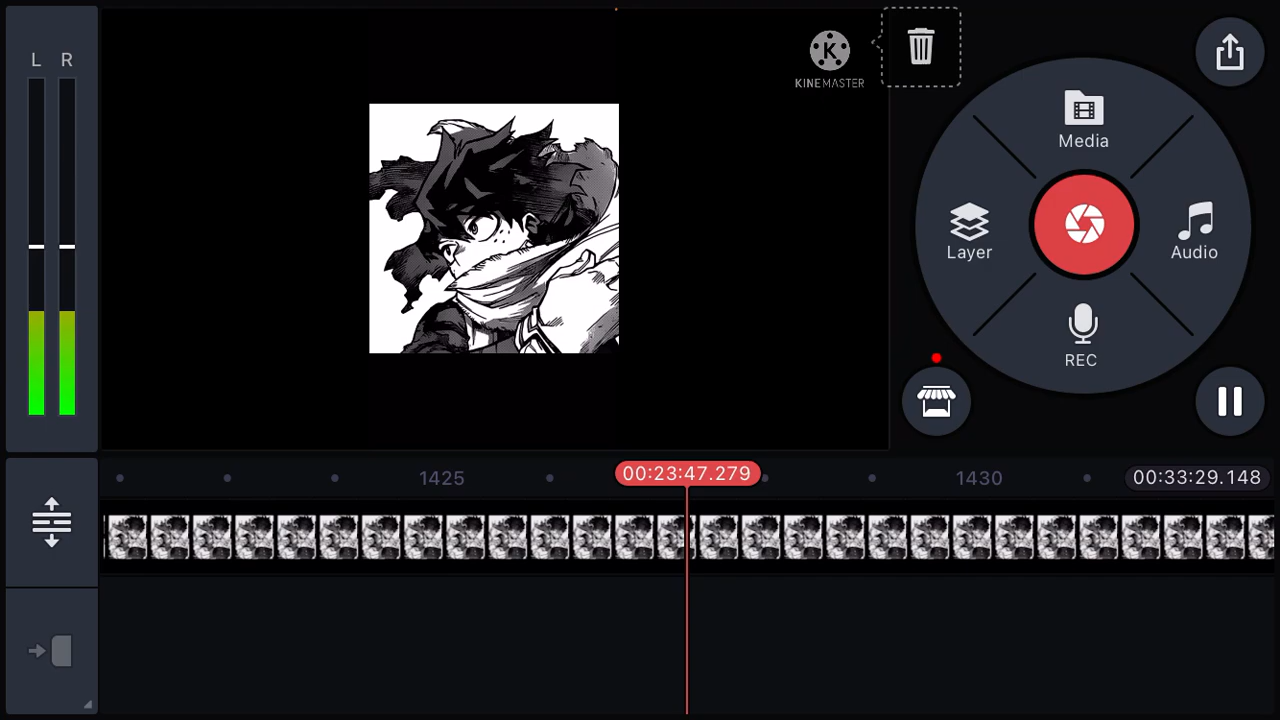 L R
KINEMASTER
Media
Layer
Audio
REC
1425
00:23:47.279
1430
00:33:29.148